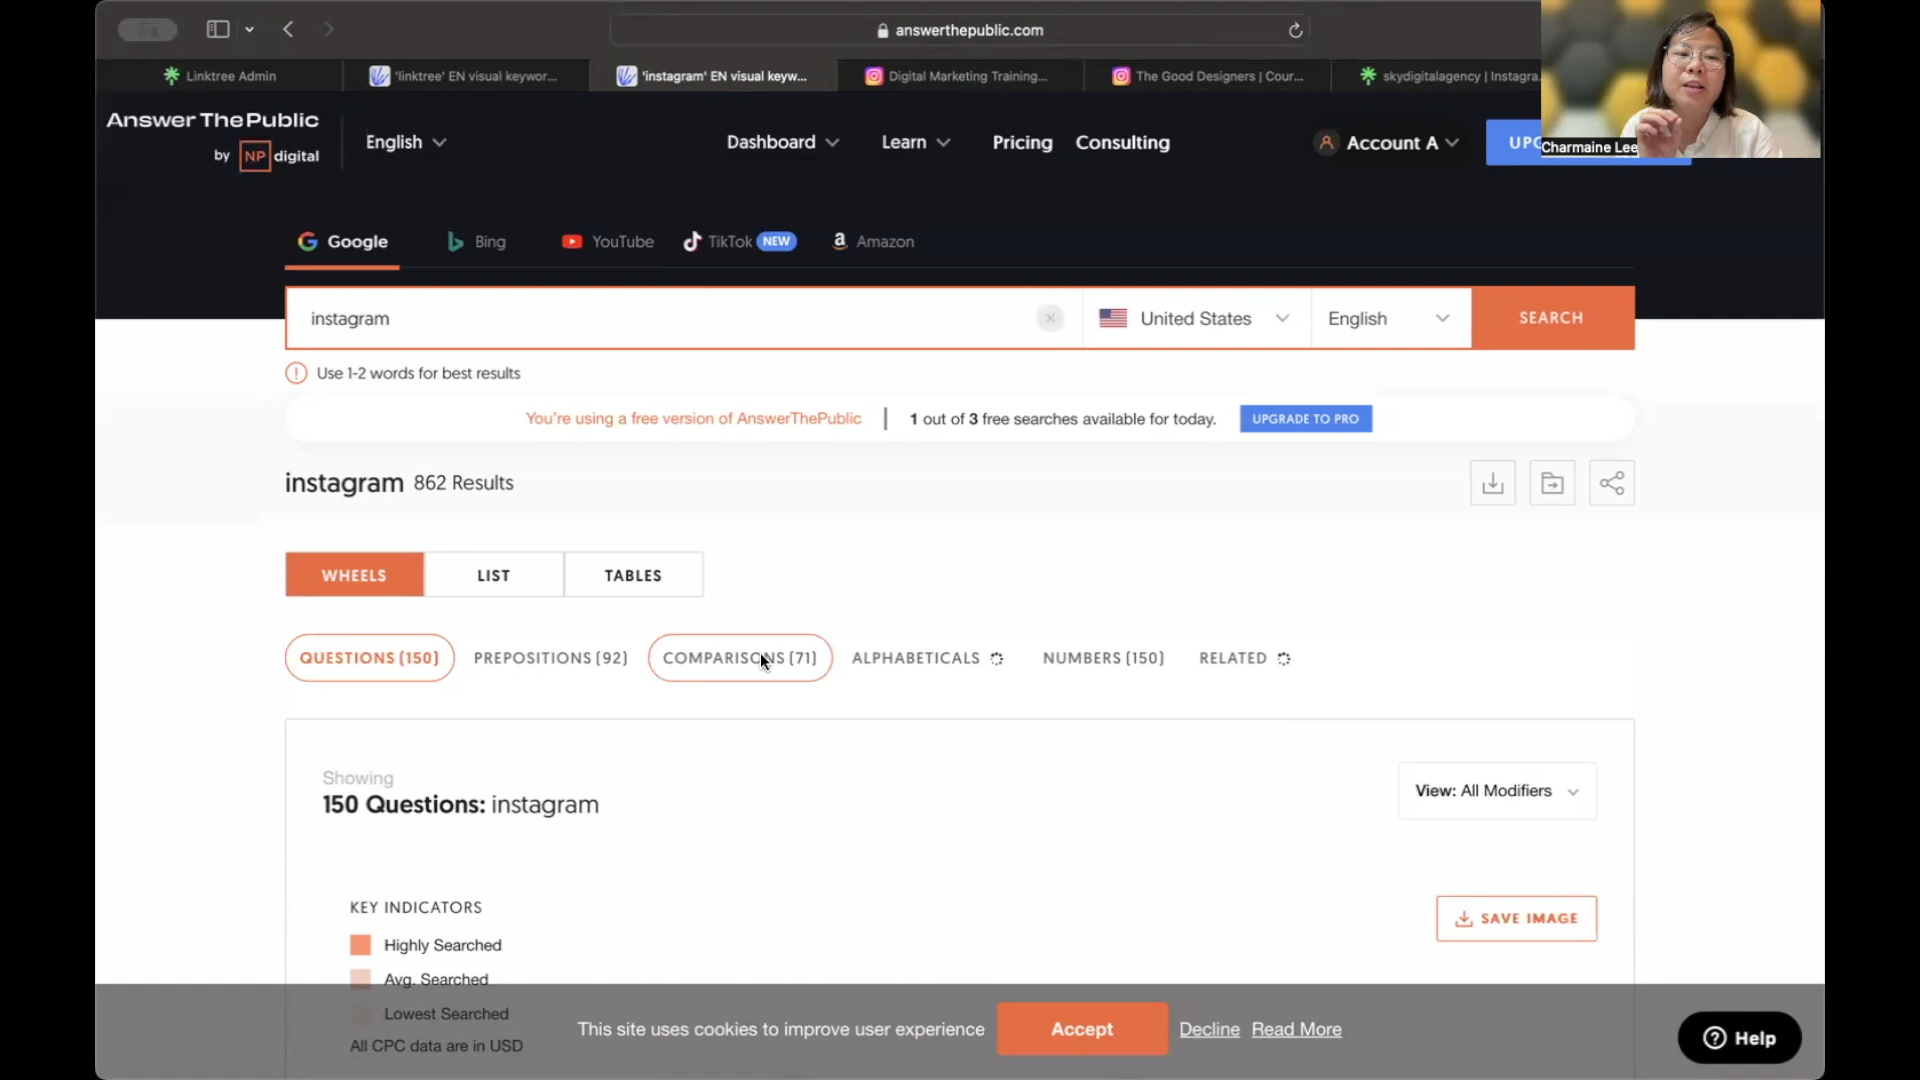 answerthepublic.com
Linktree Admin
'linktree' EN visual keywor...
'instagram' EN visual keyw...
Digital Marketing Training...
The Good Designers | Cour...
skydigitalagency | Instagra
Charmaine Lee
AnswerThePublic
by NP digital
English
Dashboard
Learn
Pricing
Consulting
Account A
Google
Bing
YouTube
TikTok NEW
Amazon
instagram
United States
English
SEARCH
Use 1-2 words for best results
You're using a free version of AnswerThePublic | 1 out of 3 free searches available for today.
UPGRADE TO PRO
instagram 862 Results
WHEELS
LIST
TABLES
QUESTIONS (150)
PREPOSITIONS (92)
COMPARISONS (71)
ALPHABETICALS
NUMBERS (150)
RELATED
Showing
150 Questions: instagram
View: All Modifiers
KEY INDICATORS
SAVE IMAGE
Highly Searched
Avg. Searched
Lowest Searched
All CPC data are in USD
This site uses cookies to improve user experience
Accept
Decline
Read More
Help